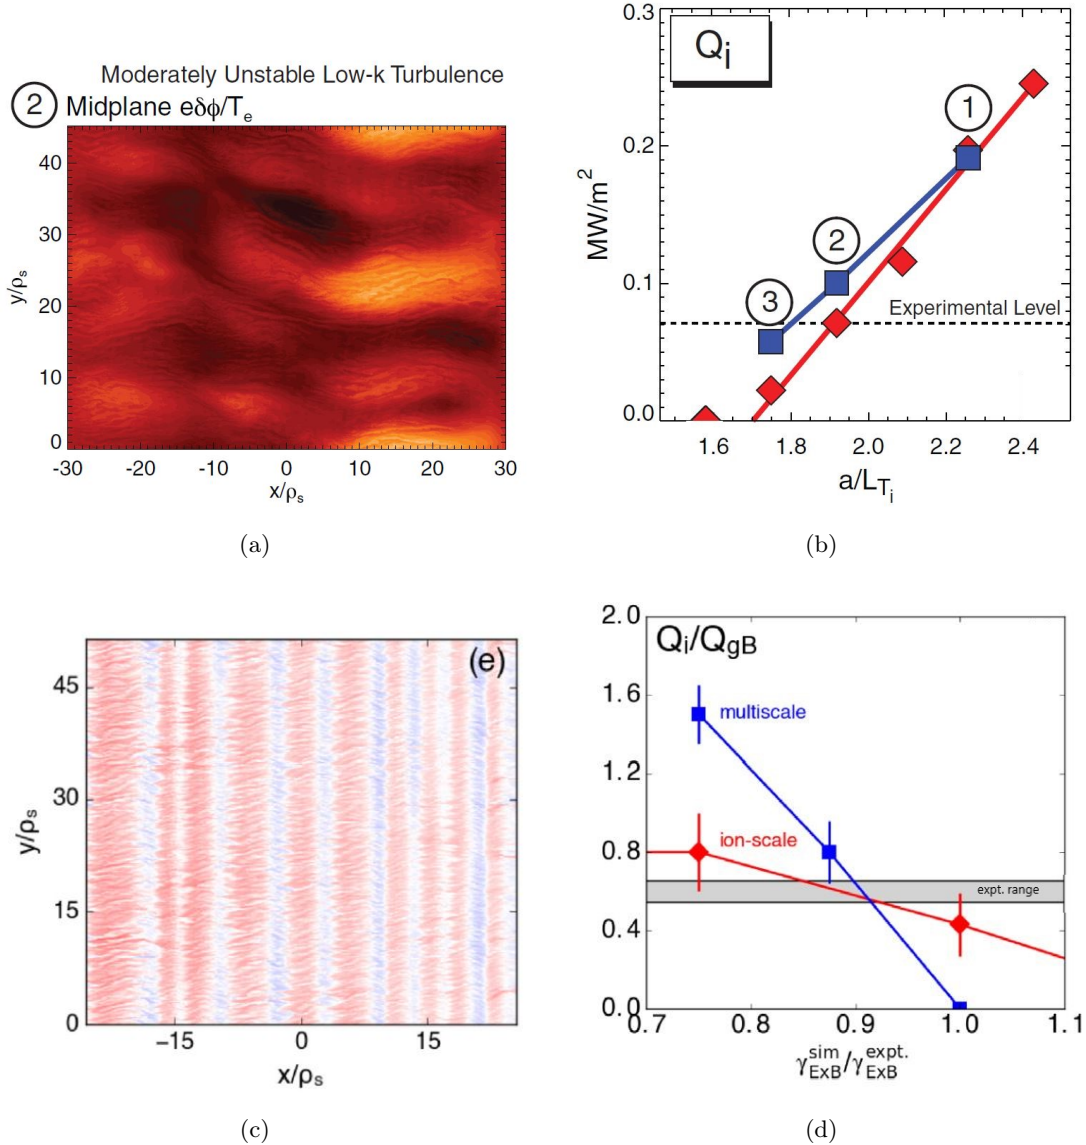 Moderately Unstable Low-k Turbulence
2 Midplane eδϕ/Te
40
30
20
10
0
y/ρs
-30 -20 -10 0 10 20 30
x/ρs
(a)
0.3
0.2
0.1
0.0
MW/m²
Qi
1
2
3
Experimental Level
1.6 1.8 2.0 2.2 2.4
a/LTi
(b)
(e)
45
30
15
0
y/ρs
−15 0 15
x/ρs
(c)
2.0
1.6
1.2
0.8
0.4
0.0
Qi/QgB
multiscale
ion-scale
expt. range
0.7 0.8 0.9 1.0 1.1
γExB^sim/γExB^expt.
(d)